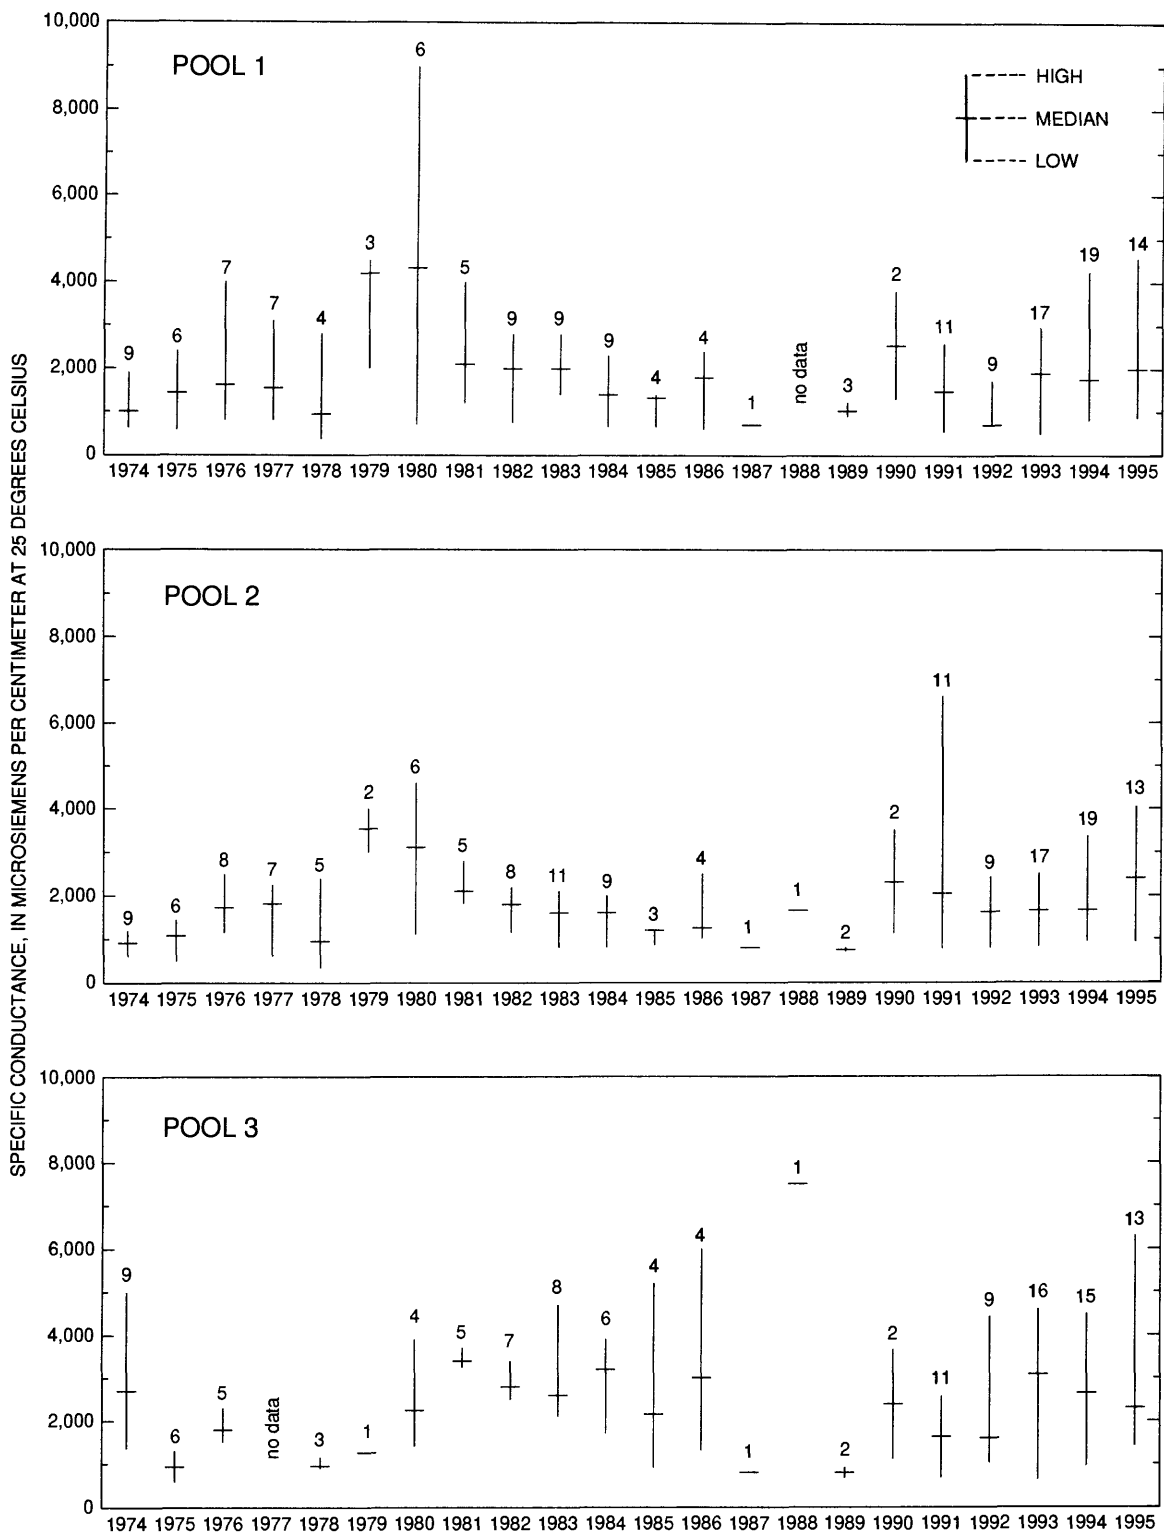 SPECIFIC CONDUCTANCE, IN MICROSIEMENS PER CENTIMETER AT 25 DEGREES CELSIUS
POOL 1
HIGH
MEDIAN
LOW
10,000
8,000
6,000
4,000
2,000
0
9 6 7 7 4 3 6 5 9 9 9 4 4 1 no data 3 2 11 9 17 19 14
1974 1975 1976 1977 1978 1979 1980 1981 1982 1983 1984 1985 1986 1987 1988 1989 1990 1991 1992 1993 1994 1995
POOL 2
10,000
8,000
6,000
4,000
2,000
0
9 6 8 7 5 2 6 5 8 11 9 3 4 1 1 2 2 11 9 17 19 13
1974 1975 1976 1977 1978 1979 1980 1981 1982 1983 1984 1985 1986 1987 1988 1989 1990 1991 1992 1993 1994 1995
POOL 3
10,000
8,000
6,000
4,000
2,000
0
9 6 5 no data 3 1 4 5 7 8 6 4 4 1 1 2 2 11 9 16 15 13
1974 1975 1976 1977 1978 1979 1980 1981 1982 1983 1984 1985 1986 1987 1988 1989 1990 1991 1992 1993 1994 1995